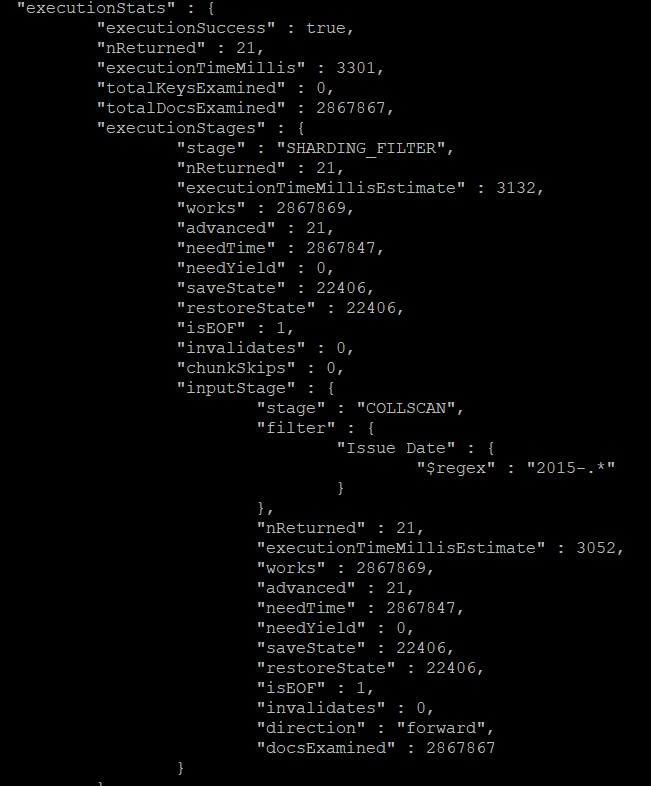 "executionStats" : {
"executionSuccess" : true,
"nReturned" : 21,
"executionTimeMillis" : 3301,
"totalKeysExamined" : 0,
"totalDocsExamined" : 2867867,
"executionStages" : {
"stage" : "SHARDING_FILTER",
"nReturned" : 21,
"executionTimeMillisEstimate" : 3132,
"works" : 2867869,
"advanced" : 21,
"needTime" : 2867847,
"needYield" : 0,
"saveState" : 22406,
"restoreState" : 22406,
"isEOF" : 1,
"invalidates" : 0,
"chunkSkips" : 0,
"inputStage" : {
"stage" : "COLLSCAN",
"filter" : {
"Issue Date" : {
"$regex" : "2015-.*"
}
},
"nReturned" : 21,
"executionTimeMillisEstimate" : 3052,
"works" : 2867869,
"advanced" : 21,
"needTime" : 2867847,
"needYield" : 0,
"saveState" : 22406,
"restoreState" : 22406,
"isEOF" : 1,
"invalidates" : 0,
"direction" : "forward",
"docsExamined" : 2867867
}
}